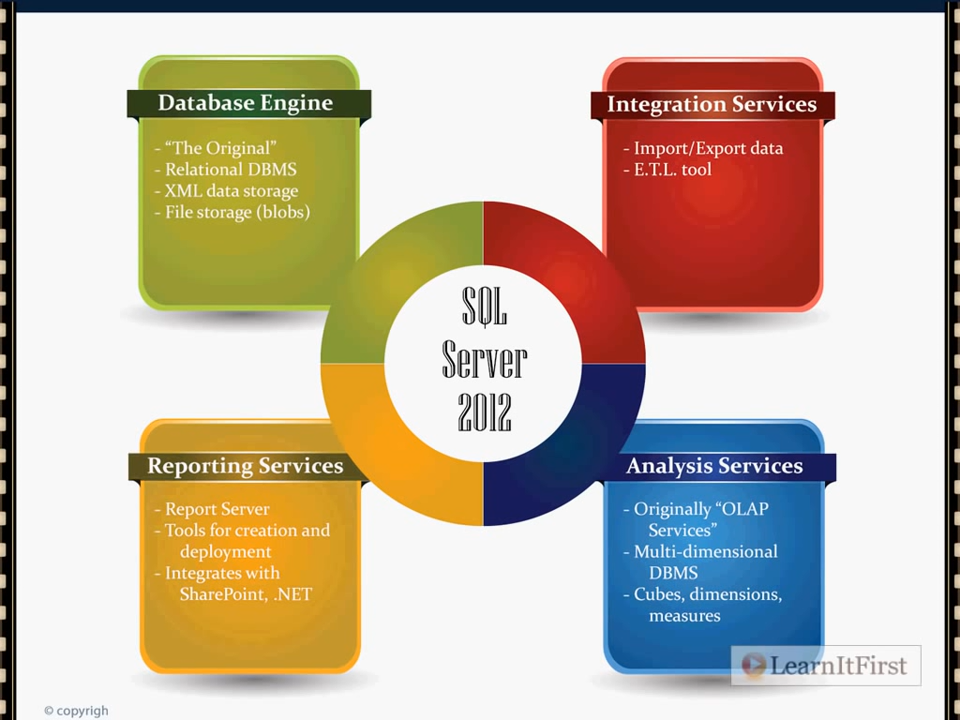 Database Engine
- “The Original”
- Relational DBMS
- XML data storage
- File storage (blobs)
Integration Services
- Import/Export data
- E.T.L. tool
SQL
Server
2012
Reporting Services
- Report Server
- Tools for creation and
deployment
- Integrates with
SharePoint, .NET
Analysis Services
- Originally “OLAP
Services”
- Multi-dimensional
DBMS
- Cubes, dimensions,
measures
LearnItFirst
© copyrigh